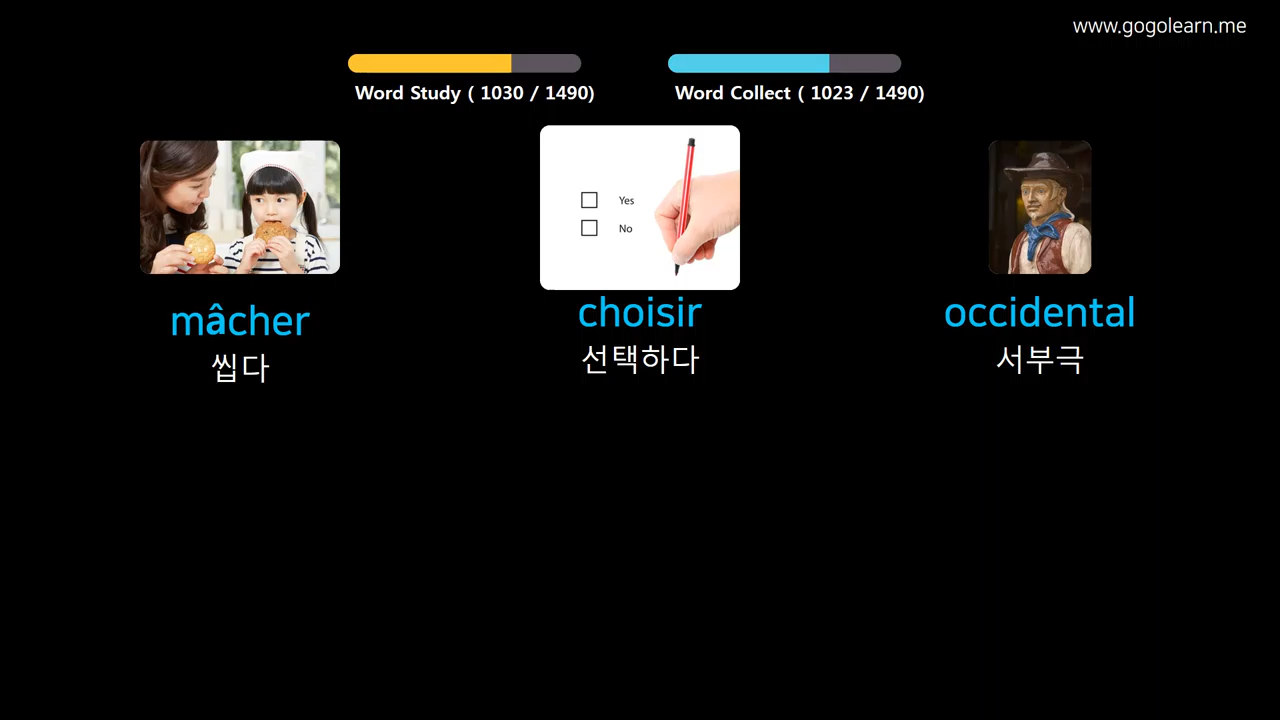 www.gogolearn.me
Word Study ( 1030 / 1490)
Word Collect ( 1023 / 1490)
Yes
No
mâcher
씹다
choisir
선택하다
occidental
서부극